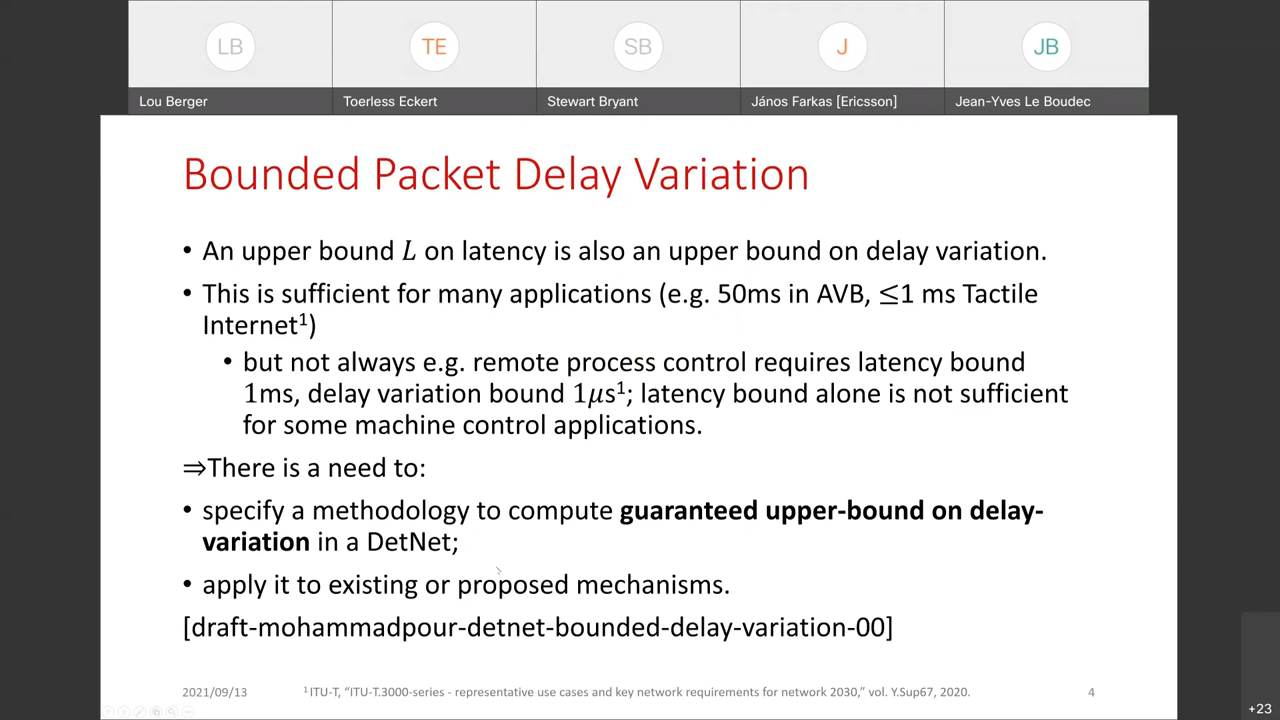 LB
TE
SB
J
JB
Lou Berger
Toerless Eckert
Stewart Bryant
János Farkas [Ericsson]
Jean-Yves Le Boudec
Bounded Packet Delay Variation
• An upper bound L on latency is also an upper bound on delay variation.
• This is sufficient for many applications (e.g. 50ms in AVB, ≤1 ms Tactile
Internet¹)
• but not always e.g. remote process control requires latency bound
1ms, delay variation bound 1μs¹; latency bound alone is not sufficient
for some machine control applications.
⇒There is a need to:
• specify a methodology to compute guaranteed upper-bound on delay-
variation in a DetNet;
• apply it to existing or proposed mechanisms.
[draft-mohammadpour-detnet-bounded-delay-variation-00]
2021/09/13
¹ ITU-T, “ITU-T.3000-series - representative use cases and key network requirements for network 2030,” vol. Y.Sup67, 2020.
4
+23